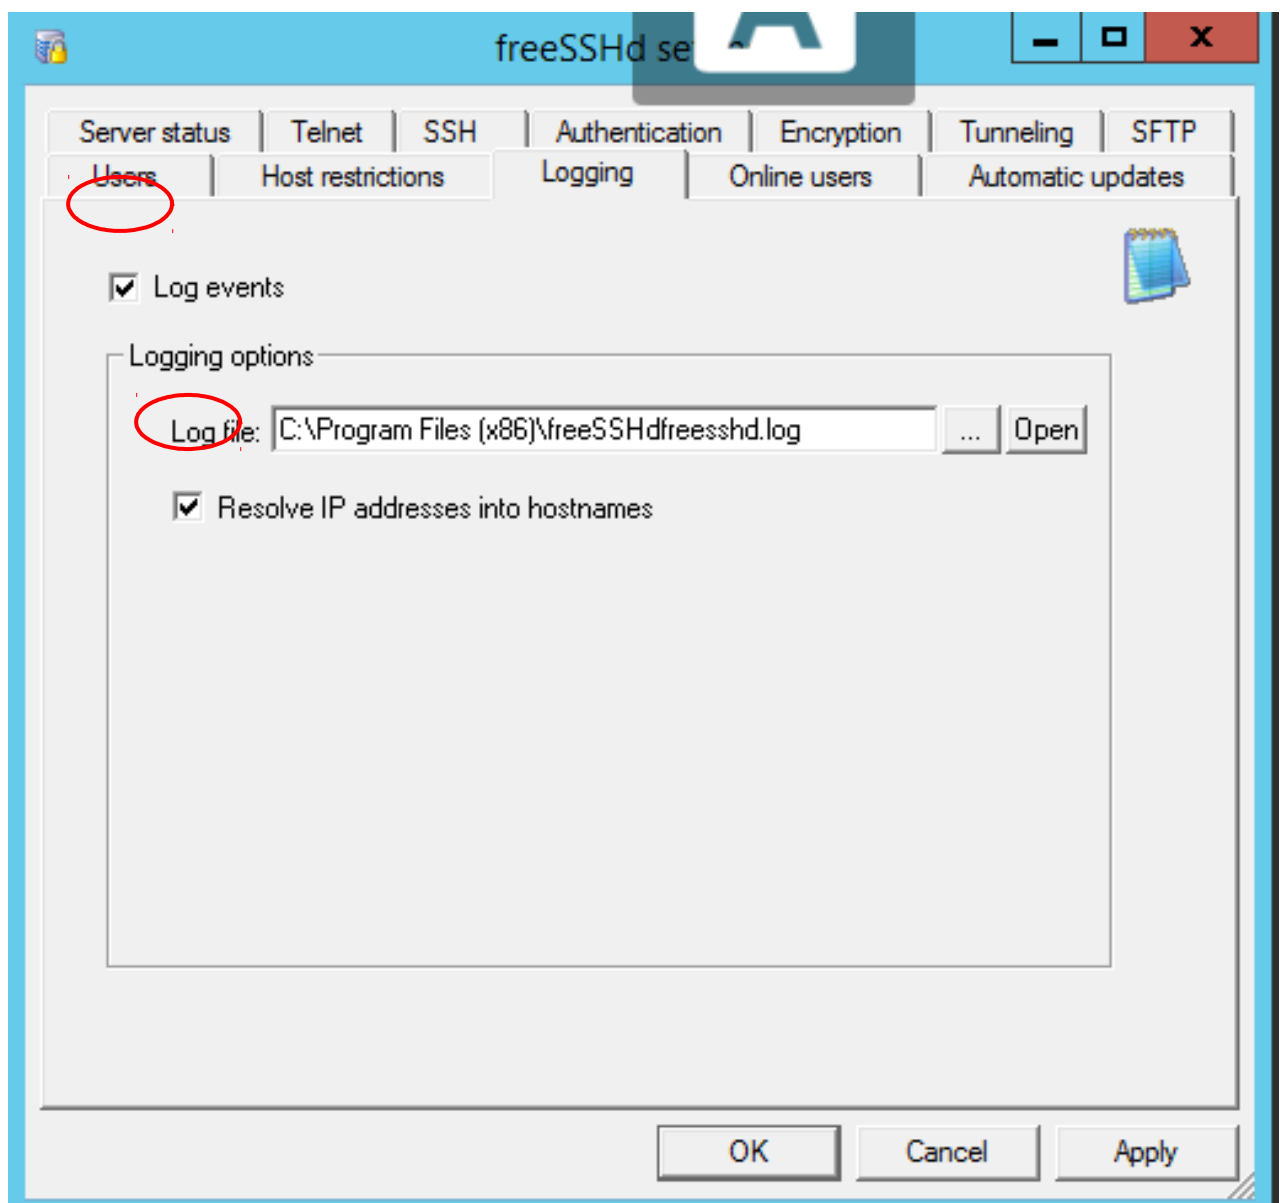 freeSSHd se
A
X
Server status Telnet SSH Authentication Encryption Tunneling SFTP
Users Host restrictions Logging Online users Automatic updates
Log events
Logging options
Log file: C:\Program Files (x86)\freeSSHdfreesshd.log ... Open
Resolve IP addresses into hostnames
OK Cancel Apply